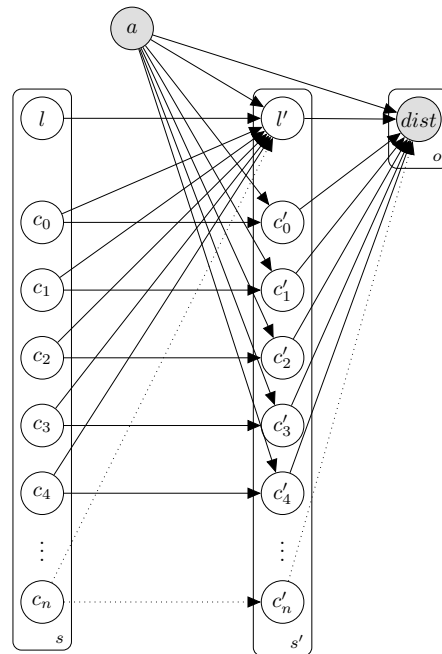 a
l l′ dist
o
c₀ c′₀
c₁ c′₁
c₂ c′₂
c₃ c′₃
c₄ c′₄
⋮ ⋮
cₙ c′ₙ
s s′